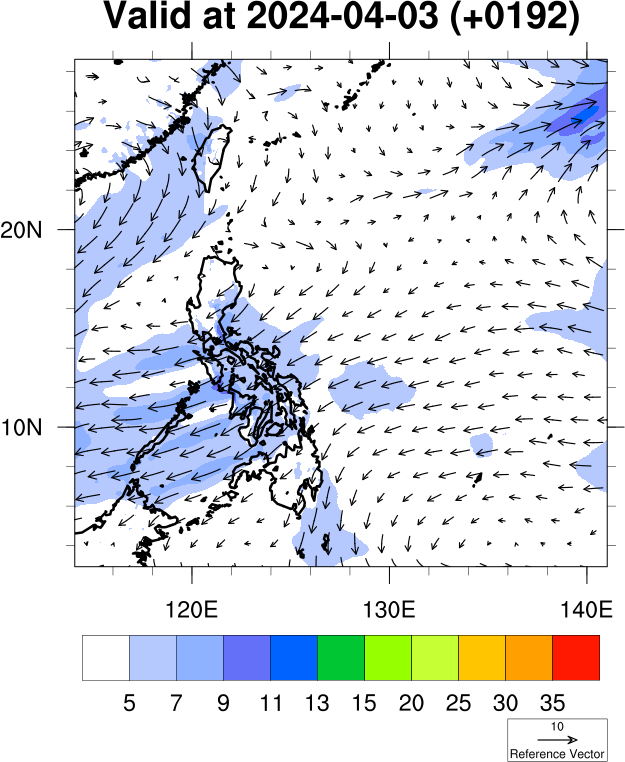 Valid at 2024-04-03 (+0192)
20N
10N
120E 130E 140E
5 7 9 11 13 15 20 25 30 35
10
Reference Vector